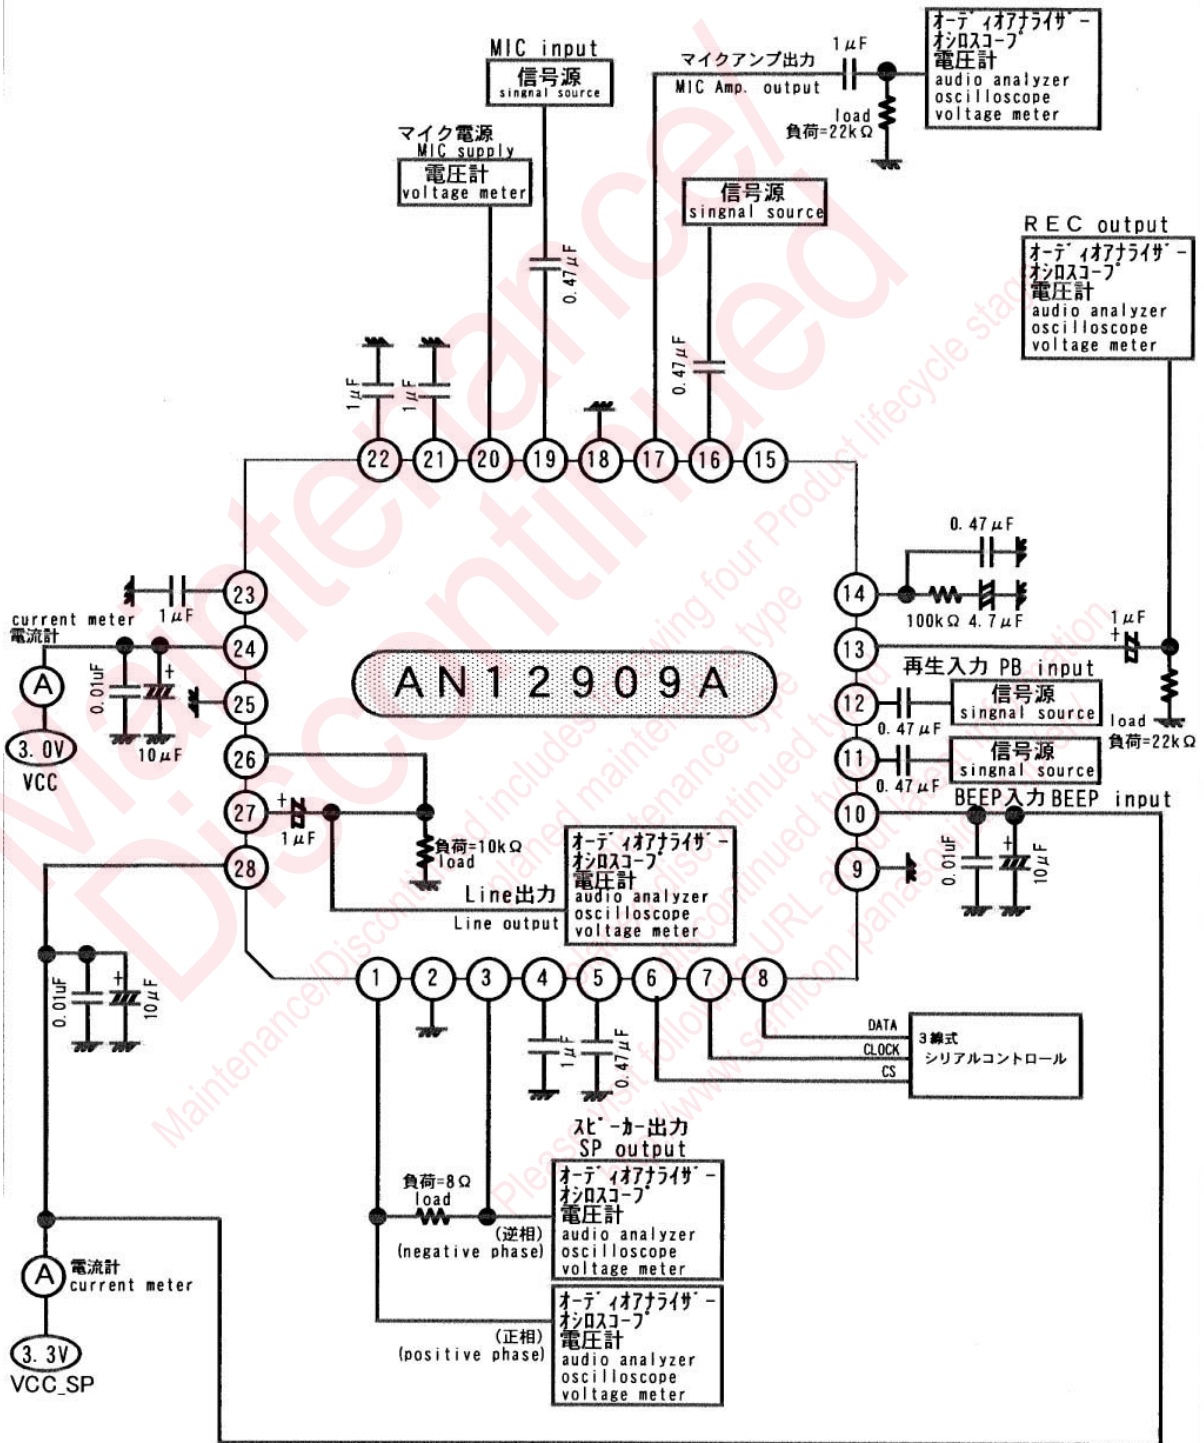 MIC input
信号源
singnal source
マイク電源
MIC supply
電圧計
voltage meter
0.47μF
マイクアンプ出力
MIC Amp. output
1μF
load
負荷=22kΩ
オーディオアナライザー
オシロスコープ
電圧計
audio analyzer
oscilloscope
voltage meter
信号源
singnal source
0.47μF
REC output
オーディオアナライザー
オシロスコープ
電圧計
audio analyzer
oscilloscope
voltage meter
1μF
1μF
22
21
20
19
18
17
16
15
23
1μF
current meter
電流計
A
3.0V
VCC
0.01uF
+
10μF
24
25
26
27
28
+
1μF
負荷=10kΩ
load
Line出力
Line output
オーディオアナライザー
オシロスコープ
電圧計
audio analyzer
oscilloscope
voltage meter
AN12909A
14
13
12
11
10
9
0.47μF
100kΩ 4.7μF
1μF
+
load
負荷=22kΩ
再生入力 PB input
信号源
singnal source
0.47μF
信号源
singnal source
0.47μF
BEEP入力 BEEP input
0.01uF
+
10μF
0.01uF
+
10μF
1
2
3
4
5
6
7
8
1μF
0.47μF
DATA
CLOCK
CS
3線式
シリアルコントロール
スピーカー出力
SP output
負荷=8Ω
load
(逆相)
(negative phase)
オーディオアナライザー
オシロスコープ
電圧計
audio analyzer
oscilloscope
voltage meter
(正相)
(positive phase)
オーディオアナライザー
オシロスコープ
電圧計
audio analyzer
oscilloscope
voltage meter
A
電流計
current meter
3.3V
VCC_SP
Maintenance/
Discontinued